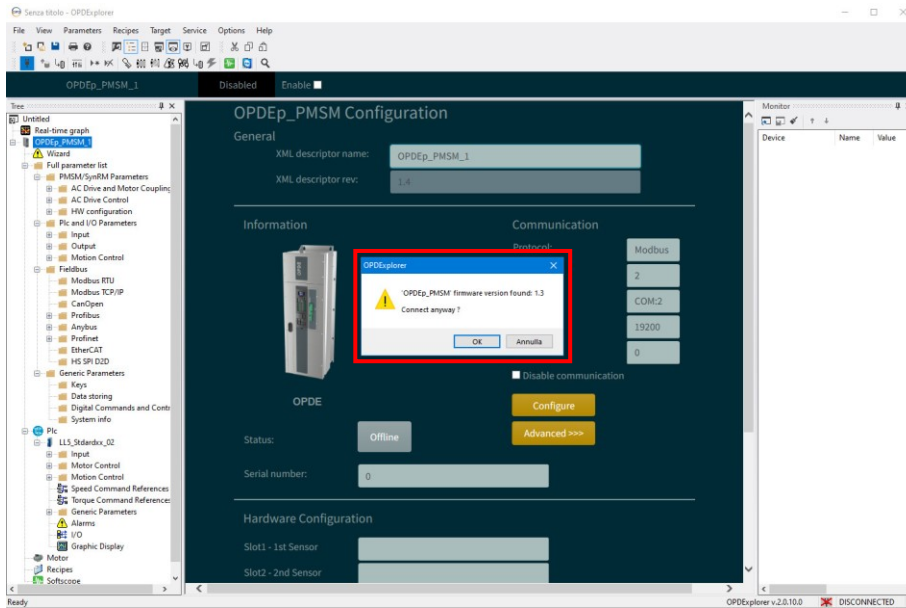 Senza titolo - OPDExplorer
File View Parameters Recipes Target Service Options Help
OPDEp_PMSM_1 Disabled Enable
Tree
Untitled
Real-time graph
OPDEp_PMSM_1
Wizard
Full parameter list
PMSM/SynRM Parameters
AC Drive and Motor Coupling
AC Drive Control
HW configuration
Plc and I/O Parameters
Input
Output
Motion Control
Fieldbus
Modbus RTU
Modbus TCP/IP
CanOpen
Profibus
Anybus
Profinet
EtherCAT
HS SPI D2D
Generic Parameters
Keys
Data storing
Digital Commands and Contr
System info
Plc
LL5_Stdardxx_02
Input
Motor Control
Motion Control
Speed Command References
Torque Command References
Generic Parameters
Alarms
I/O
Graphic Display
Motor
Recipes
Softscope
OPDEp_PMSM Configuration
General
XML descriptor name: OPDEp_PMSM_1
XML descriptor rev: 1.4
Information
OPDE
Status: Offline
Serial number: 0
Communication
Protocol: Modbus
2
COM:2
19200
0
Disable communication
Configure
Advanced >>>
Hardware Configuration
Slot1 - 1st Sensor
Slot2 - 2nd Sensor
OPDExplorer
'OPDEp_PMSM' firmware version found: 1.3
Connect anyway ?
OK Annulla
Monitor
Device Name Value
Ready OPDExplorer v.2.0.10.0 DISCONNECTED